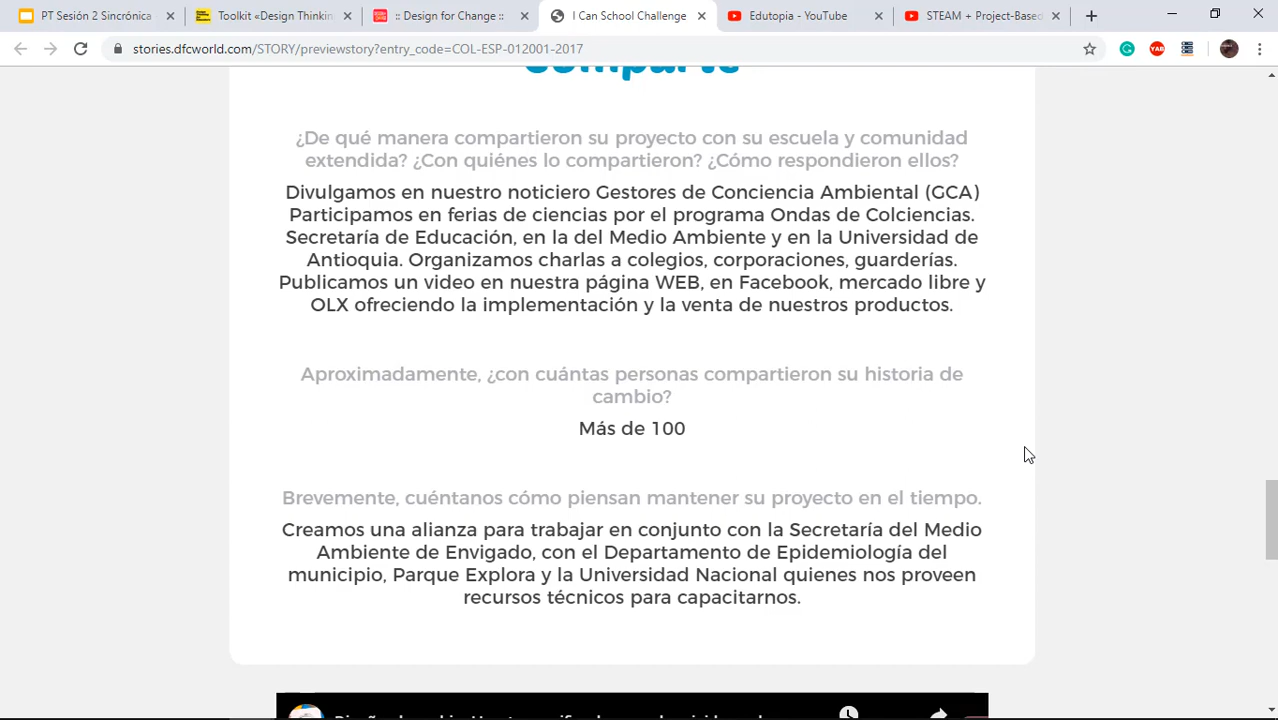 PT Sesión 2 Sincrónica
Toolkit «Design Thinkin
:: Design for Change ::
I Can School Challenge
Edutopia - YouTube
STEAM + Project-Based
stories.dfcworld.com/STORY/previewstory?entry_code=COL-ESP-012001-2017
comparte
¿De qué manera compartieron su proyecto con su escuela y comunidad
extendida? ¿Con quiénes lo compartieron? ¿Cómo respondieron ellos?
Divulgamos en nuestro noticiero Gestores de Conciencia Ambiental (GCA)
Participamos en ferias de ciencias por el programa Ondas de Colciencias.
Secretaría de Educación, en la del Medio Ambiente y en la Universidad de
Antioquia. Organizamos charlas a colegios, corporaciones, guarderías.
Publicamos un video en nuestra página WEB, en Facebook, mercado libre y
OLX ofreciendo la implementación y la venta de nuestros productos.
Aproximadamente, ¿con cuántas personas compartieron su historia de
cambio?
Más de 100
Brevemente, cuéntanos cómo piensan mantener su proyecto en el tiempo.
Creamos una alianza para trabajar en conjunto con la Secretaría del Medio
Ambiente de Envigado, con el Departamento de Epidemiología del
municipio, Parque Explora y la Universidad Nacional quienes nos proveen
recursos técnicos para capacitarnos.